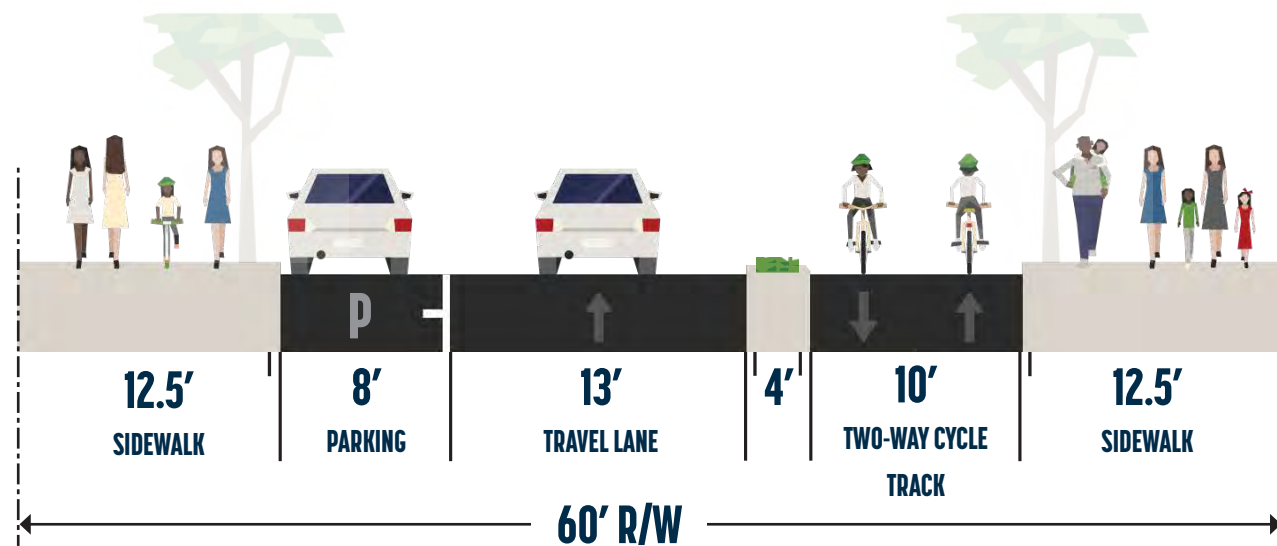 P
12.5′
SIDEWALK
8′
PARKING
13′
TRAVEL LANE
4′
10′
TWO-WAY CYCLE
TRACK
12.5′
SIDEWALK
60′ R/W